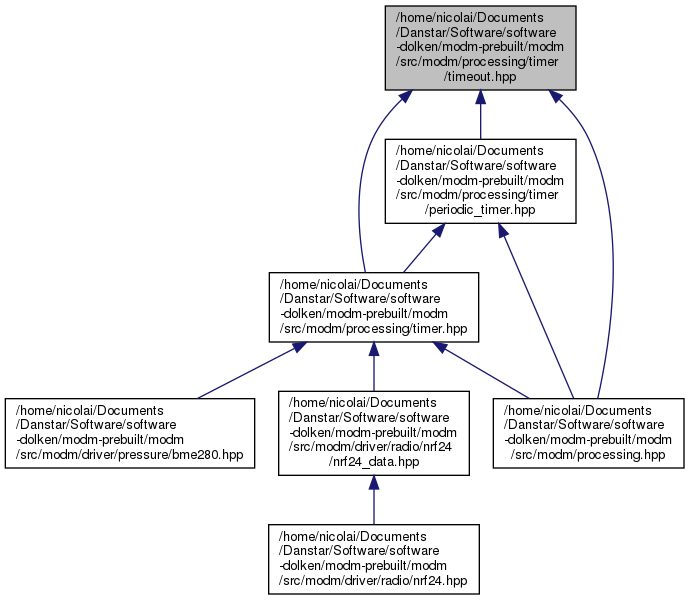 /home/nicolai/Documents
/Danstar/Software/software
-dolken/modm-prebuilt/modm
/src/modm/processing/timer
/timeout.hpp
/home/nicolai/Documents
/Danstar/Software/software
-dolken/modm-prebuilt/modm
/src/modm/processing/timer
/periodic_timer.hpp
/home/nicolai/Documents
/Danstar/Software/software
-dolken/modm-prebuilt/modm
/src/modm/processing/timer.hpp
/home/nicolai/Documents
/Danstar/Software/software
-dolken/modm-prebuilt/modm
/src/modm/driver/pressure/bme280.hpp
/home/nicolai/Documents
/Danstar/Software/software
-dolken/modm-prebuilt/modm
/src/modm/driver/radio/nrf24
/nrf24_data.hpp
/home/nicolai/Documents
/Danstar/Software/software
-dolken/modm-prebuilt/modm
/src/modm/processing.hpp
/home/nicolai/Documents
/Danstar/Software/software
-dolken/modm-prebuilt/modm
/src/modm/driver/radio/nrf24.hpp